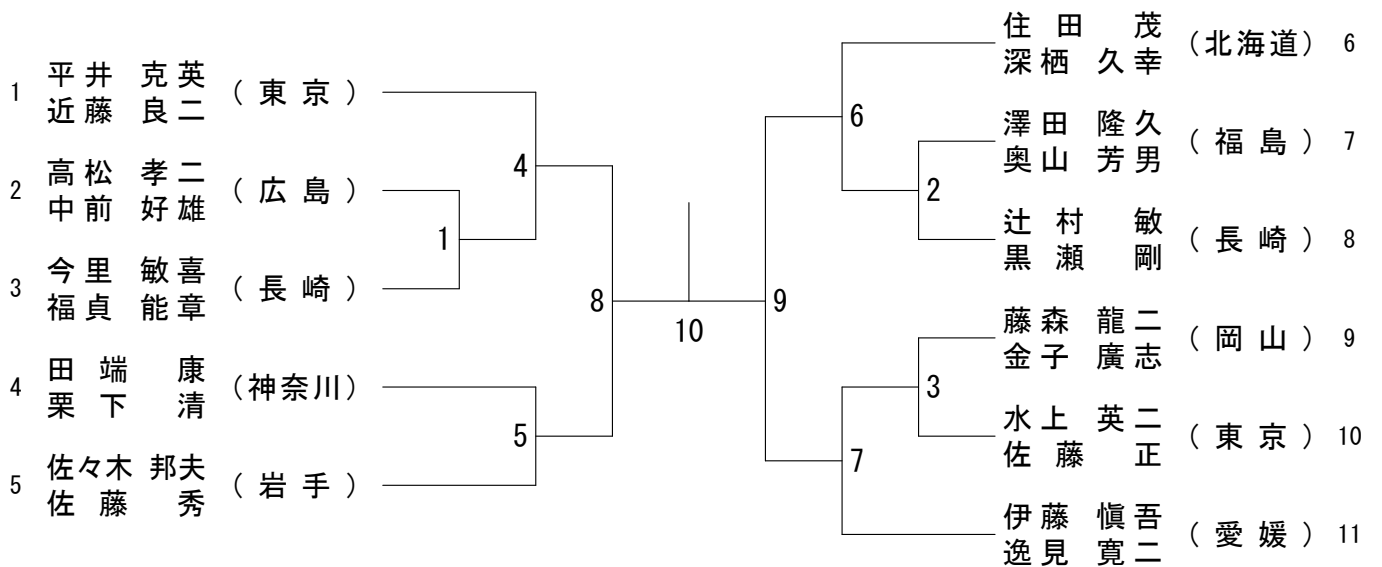 1 平井 克英 近藤 良二 (東京)
2 高松 孝二 中前 好雄 (広島)
3 今里 敏喜 福貞 能章 (長崎)
4 田端 康 栗下 清 (神奈川)
5 佐々木 邦夫 佐藤 秀 (岩手)
4
1
8
5
10
9
6
2
3
7
住田 茂 深栖 久幸 (北海道) 6
澤田 隆久 奥山 芳男 (福島) 7
辻村 敏 黒瀬 剛 (長崎) 8
藤森 龍二 金子 廣志 (岡山) 9
水上 英二 佐藤 正 (東京) 10
伊藤 愼吾 逸見 寛二 (愛媛) 11